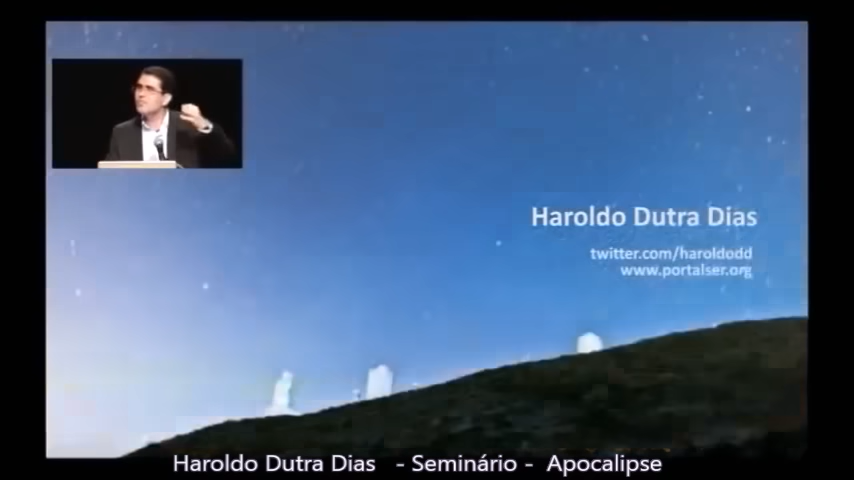 Haroldo Dutra Dias
twitter.com/haroldodd
www.portalser.org
Haroldo Dutra Dias - Seminário - Apocalipse